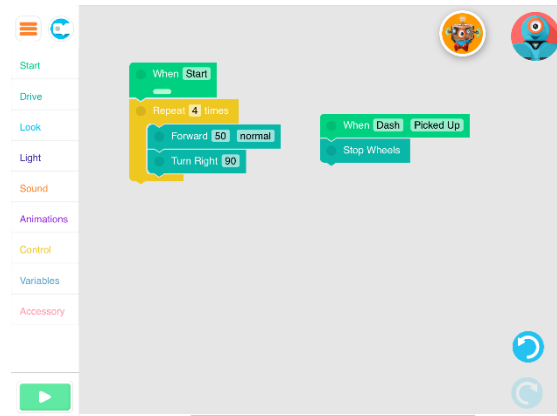 Start
Drive
Look
Light
Sound
Animations
Control
Variables
Accessory
When Start
Repeat 4 times
Forward 50 normal
Turn Right 90
When Dash Picked Up
Stop Wheels